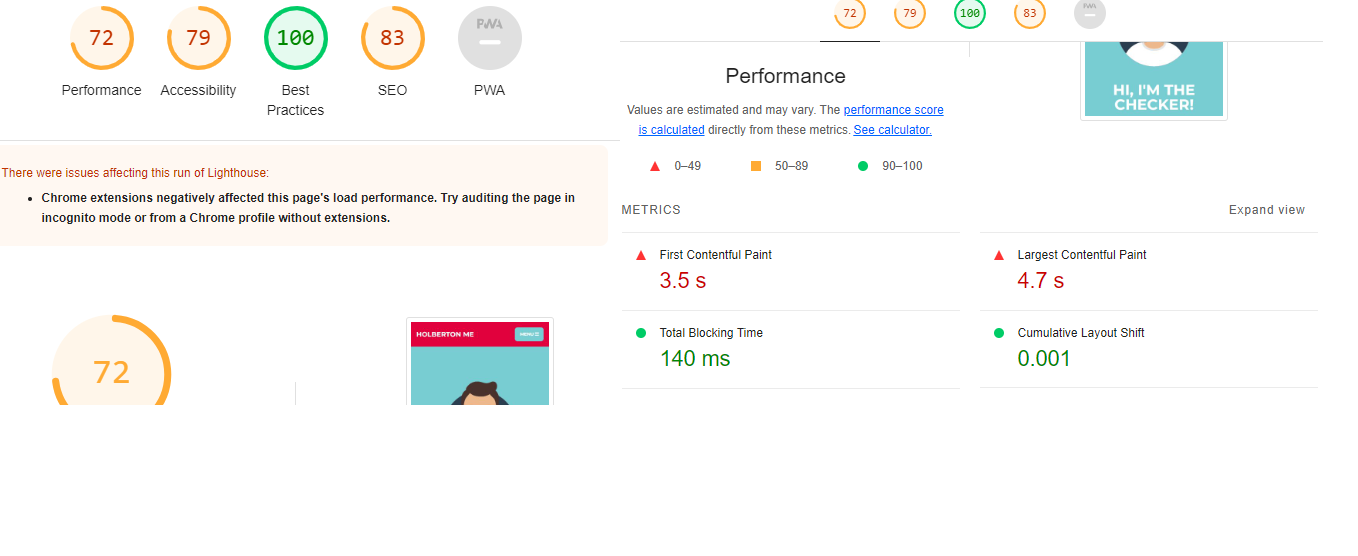 72
79
100
83
PWA
Performance
Accessibility
Best
Practices
SEO
PWA
There were issues affecting this run of Lighthouse:
• Chrome extensions negatively affected this page's load performance. Try auditing the page in
incognito mode or from a Chrome profile without extensions.
72
HOLBERTON ME
MENU ☰
72
79
100
83
PWA
Performance
Values are estimated and may vary. The performance score
is calculated directly from these metrics. See calculator.
0–49
50–89
90–100
HI, I'M THE
CHECKER!
METRICS
Expand view
First Contentful Paint
3.5 s
Largest Contentful Paint
4.7 s
Total Blocking Time
140 ms
Cumulative Layout Shift
0.001